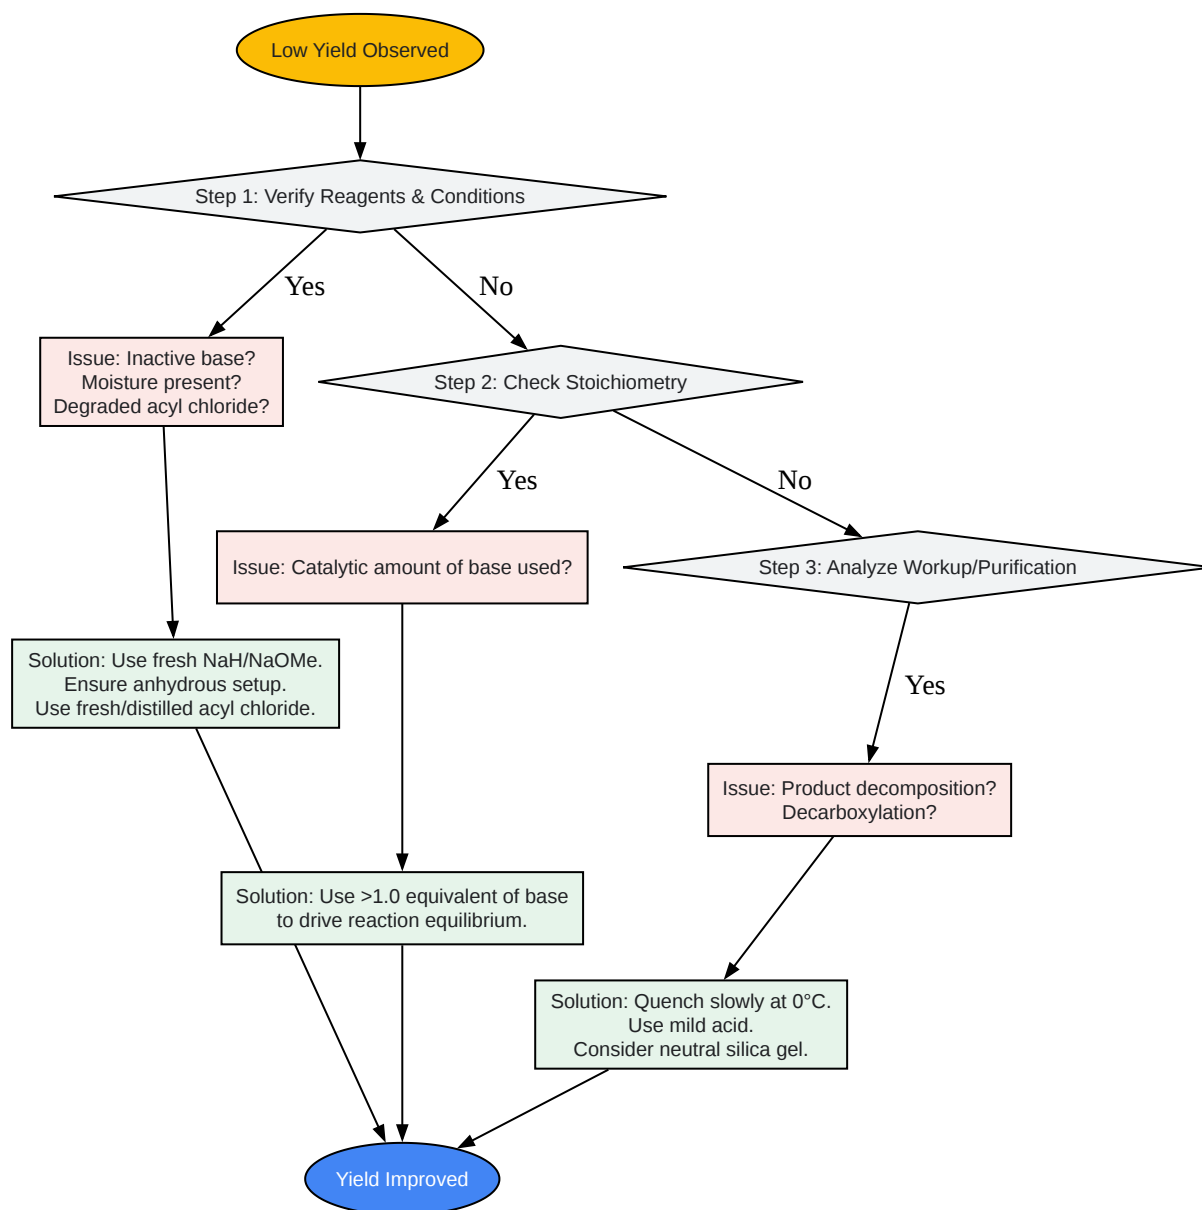 Low Yield Observed
Step 1: Verify Reagents & Conditions
Yes
No
Issue: Inactive base?
Moisture present?
Degraded acyl chloride?
Step 2: Check Stoichiometry
Yes
No
Issue: Catalytic amount of base used?
Step 3: Analyze Workup/Purification
Solution: Use fresh NaH/NaOMe.
Ensure anhydrous setup.
Use fresh/distilled acyl chloride.
Yes
Issue: Product decomposition?
Decarboxylation?
Solution: Use >1.0 equivalent of base
to drive reaction equilibrium.
Solution: Quench slowly at 0°C.
Use mild acid.
Consider neutral silica gel.
Yield Improved